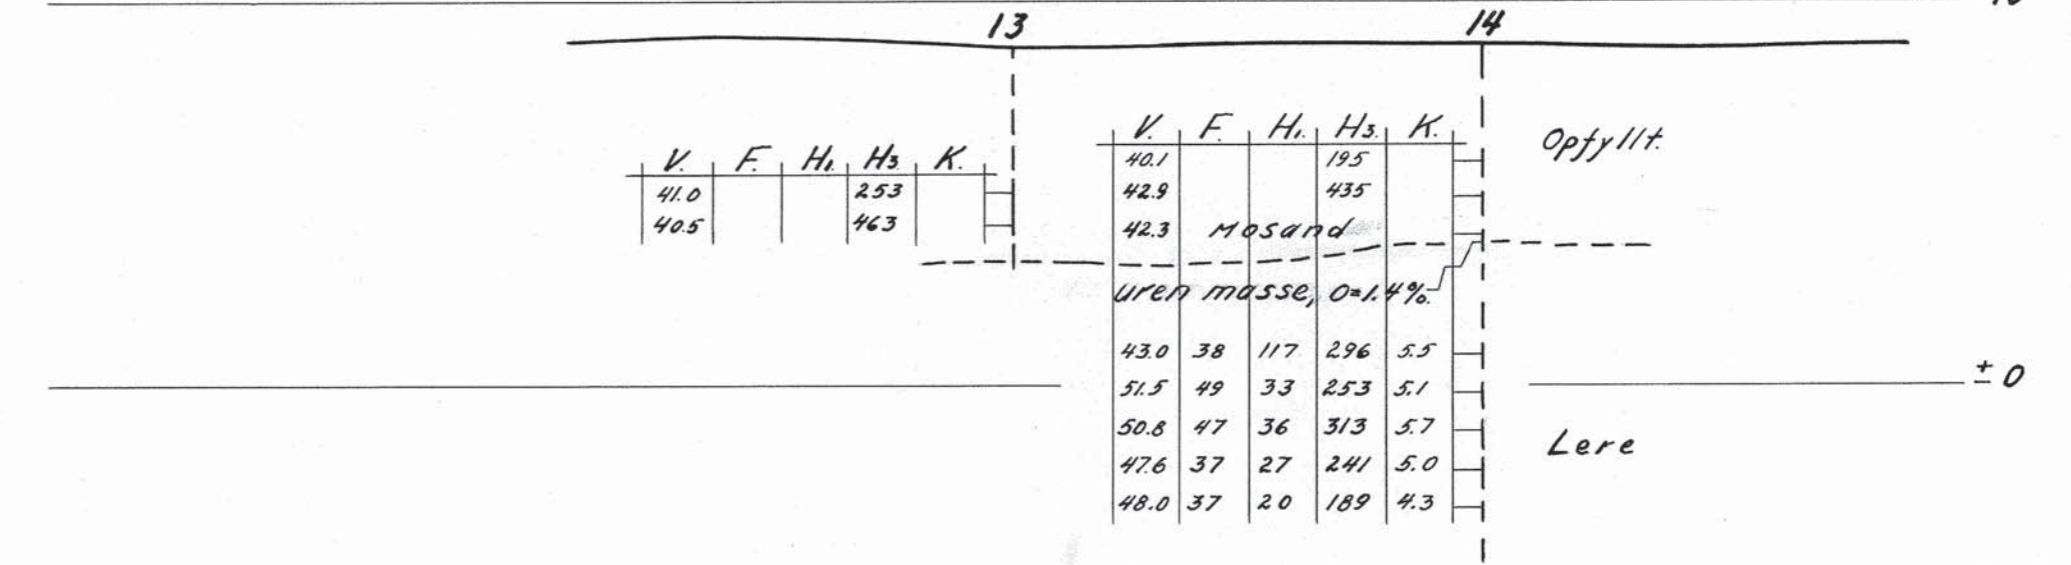 13 14
V. F. H1. H3. K.
41.0 253
40.5 463
V. F. H1. H3. K.
40.1 195
42.9 435
42.3 Mosand
uren masse, O=1.4%.
43.0 38 117 296 5.5
51.5 49 33 253 5.1
50.8 47 36 313 5.7
47.6 37 27 241 5.0
48.0 37 20 189 4.3
Opfyllt.
± 0
Lere